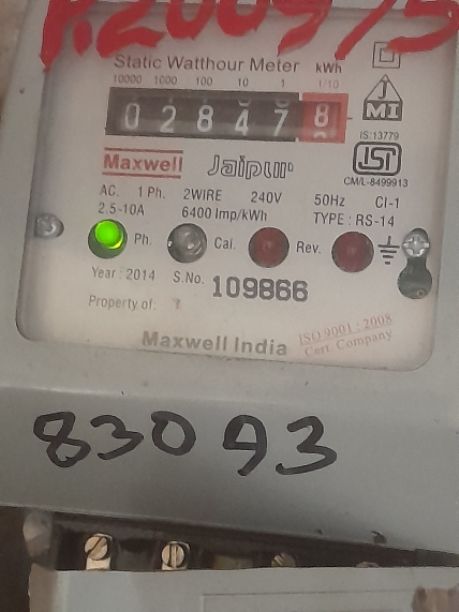 Static Watthour Meter kWh
10000 1000 100 10 1 1/10
0 2 8 4 7 8
JMI
IS:13779
ISI
CM/L-8499913
Maxwell Jaipur
AC. 1 Ph. 2WIRE 240V 50Hz Cl-1
2.5-10A 6400 Imp/kWh TYPE : RS-14
Ph. Cal. Rev.
Year : 2014 S.No. 109866
Property of:
Maxwell India
ISO 9001 : 2008
Cert. Company
83093